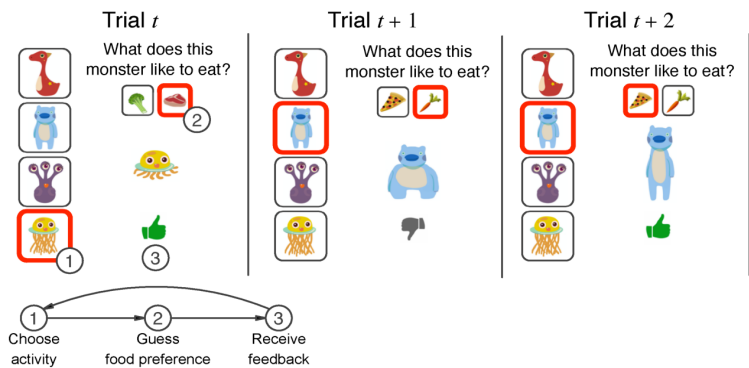 Trial t
What does this
monster like to eat?
2
1
3
Trial t + 1
What does this
monster like to eat?
Trial t + 2
What does this
monster like to eat?
1
2
3
Choose
activity
Guess
food preference
Receive
feedback